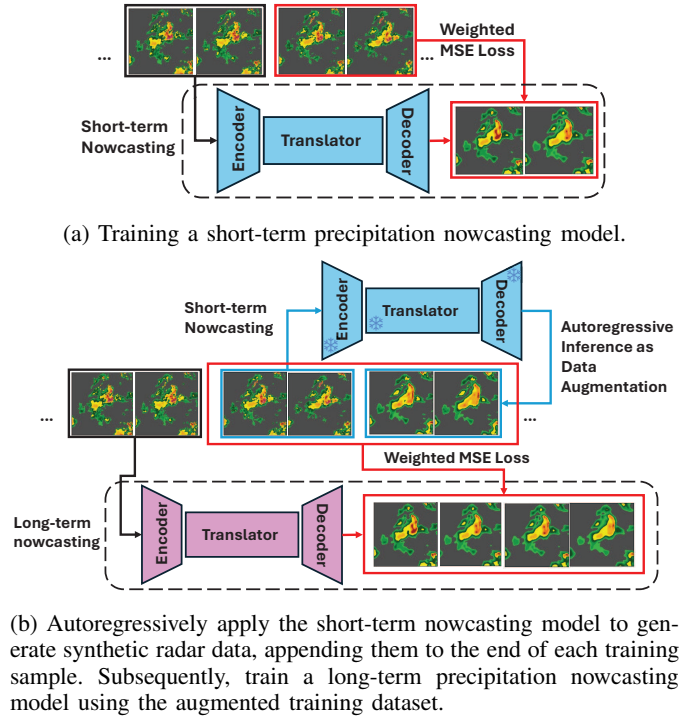 Weighted
MSE Loss
...
...
Short-term
Nowcasting
Encoder
Translator
Decoder
(a) Training a short-term precipitation nowcasting model.
Short-term
Nowcasting
Encoder
Translator
Decoder
Autoregressive
Inference as
Data
Augmentation
...
...
Weighted MSE Loss
Long-term
nowcasting
Encoder
Translator
Decoder
(b) Autoregressively apply the short-term nowcasting model to gen-
erate synthetic radar data, appending them to the end of each training
sample. Subsequently, train a long-term precipitation nowcasting
model using the augmented training dataset.